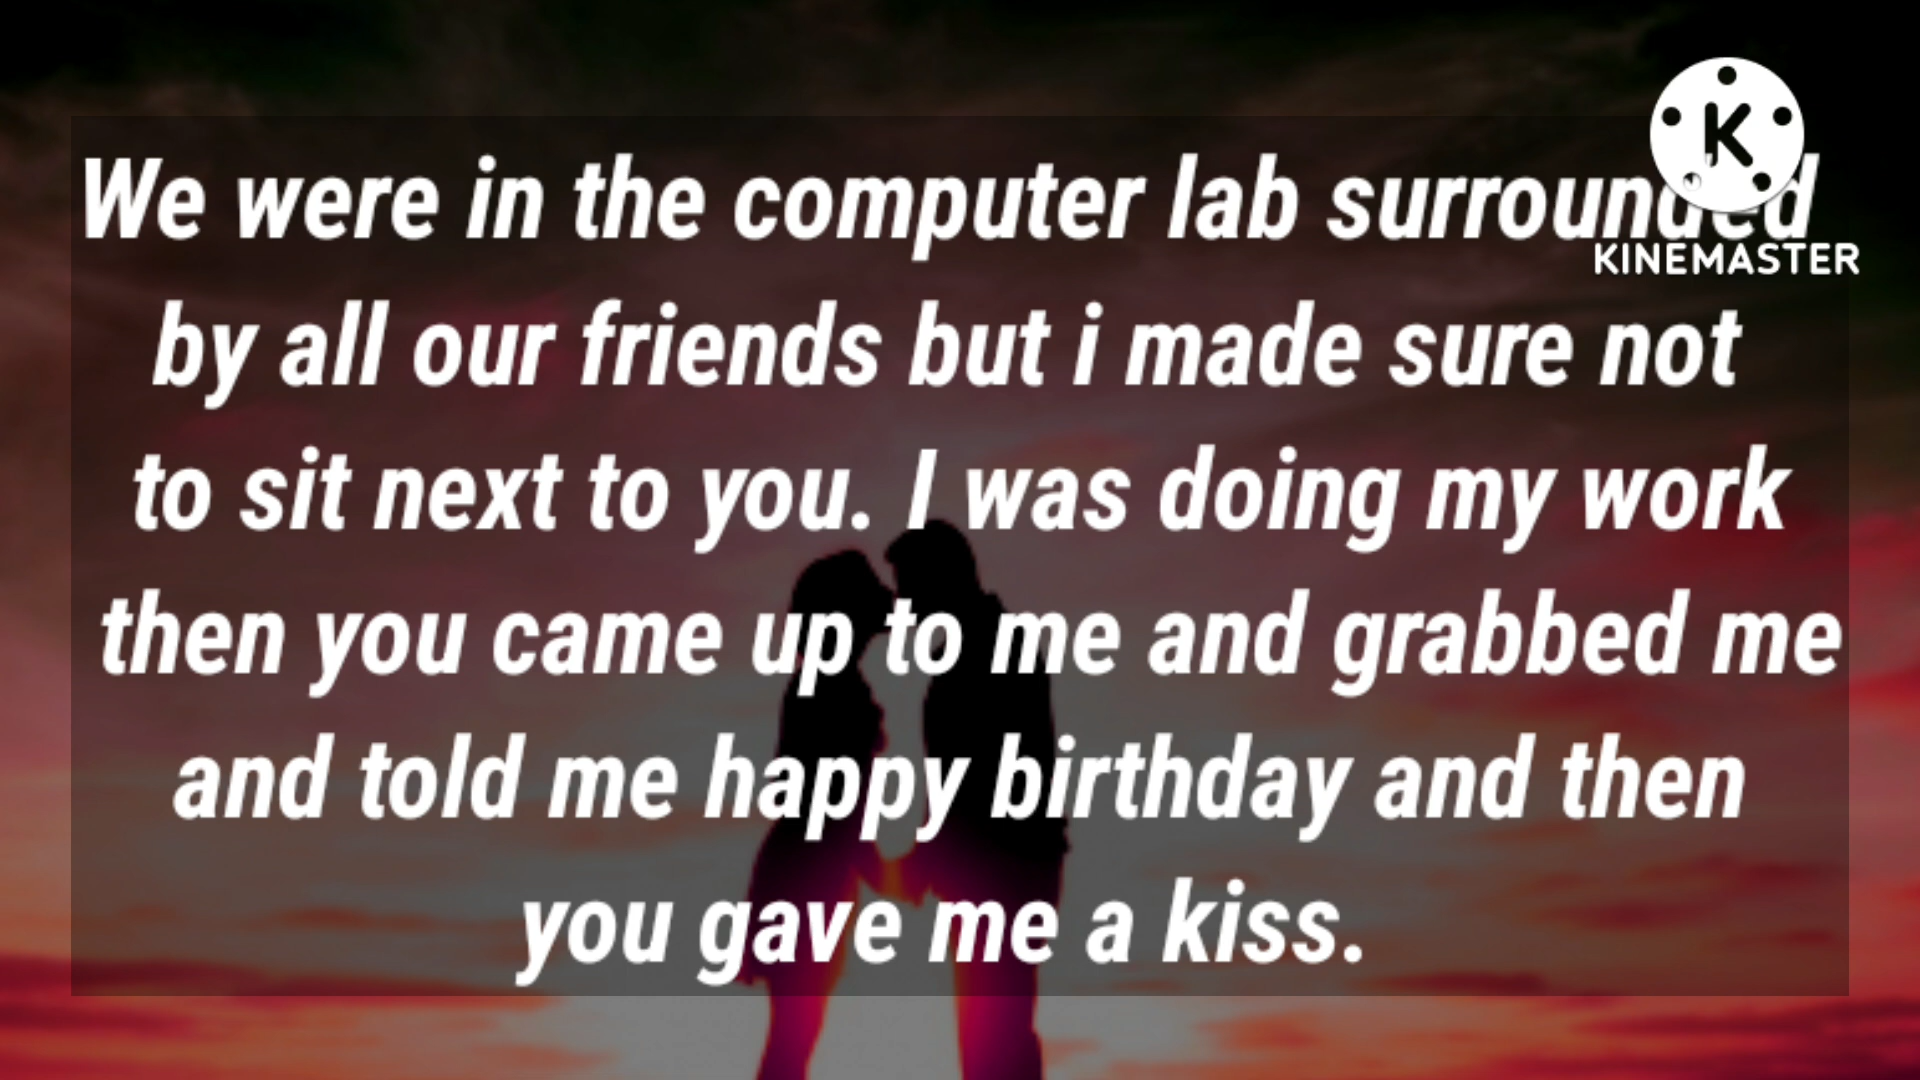 We were in the computer lab surrounded
K
KINEMASTER
by all our friends but i made sure not
to sit next to you. I was doing my work
then you came up to me and grabbed me
and told me happy birthday and then
you gave me a kiss.